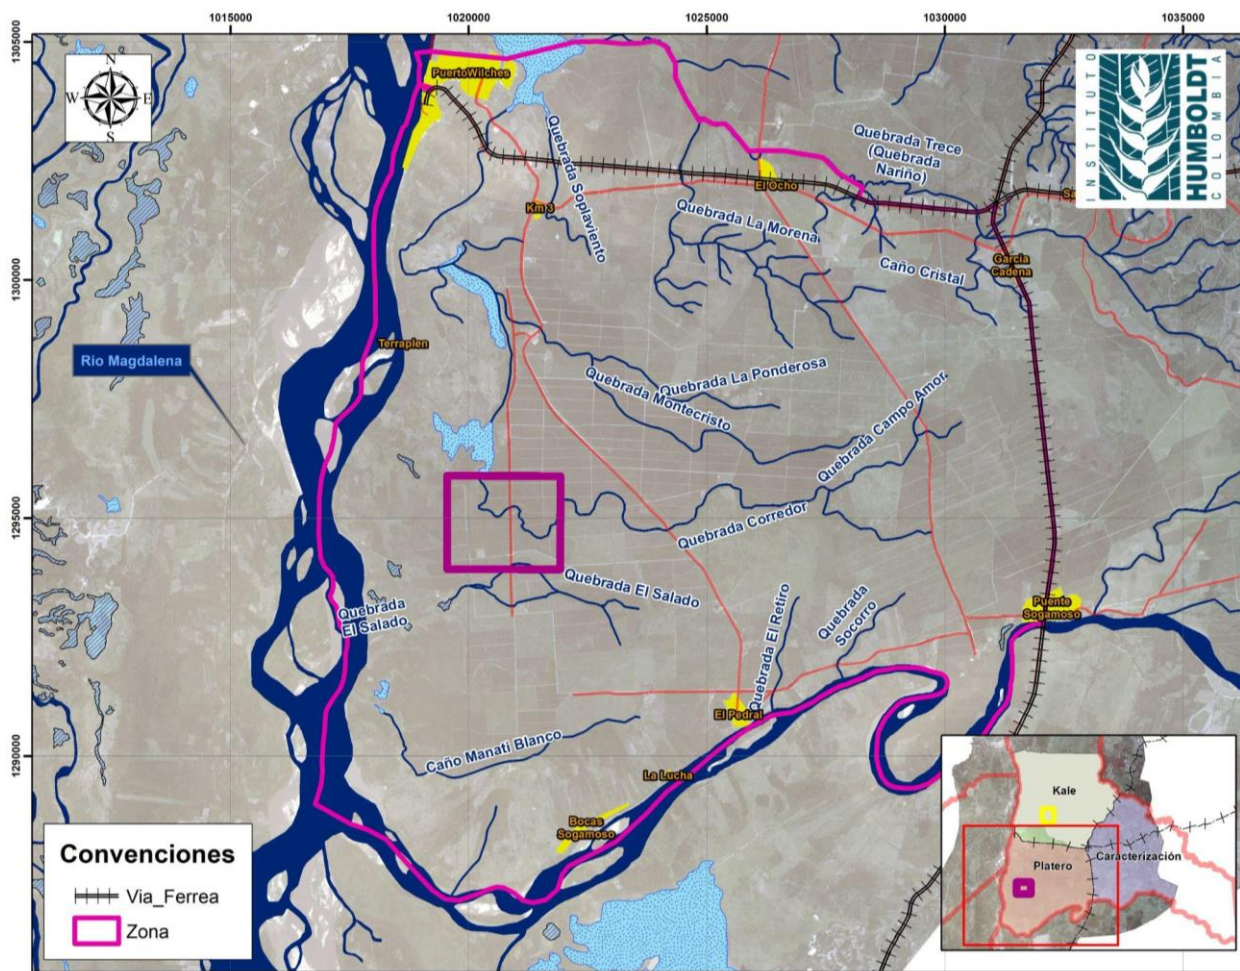 1015000
1020000
1025000
1030000
1035000
1305000
1300000
1295000
1290000
N
W
E
S
PuertoWilches
Quebrada Soplaviento
Km 3
El Ocho
Quebrada Trece
(Quebrada
Nariño)
Quebrada La Morena
Caño Cristal
Garcia
Cadena
INSTITUTO
HUMBOLDT
COLOMBIA
Terraplen
Rio Magdalena
Quebrada La Ponderosa
Quebrada Montecristo
Quebrada Campo Amor
Quebrada Corredor
Quebrada El Salado
Quebrada
El Salado
Quebrada El Retiro
Quebrada
Socorro
Puente
Sogamoso
El Pedral
Caño Manatí Blanco
La Lucha
Bocas
Sogamoso
Convenciones
Via_Ferrea
Zona
Kale
Platero
Caracterización